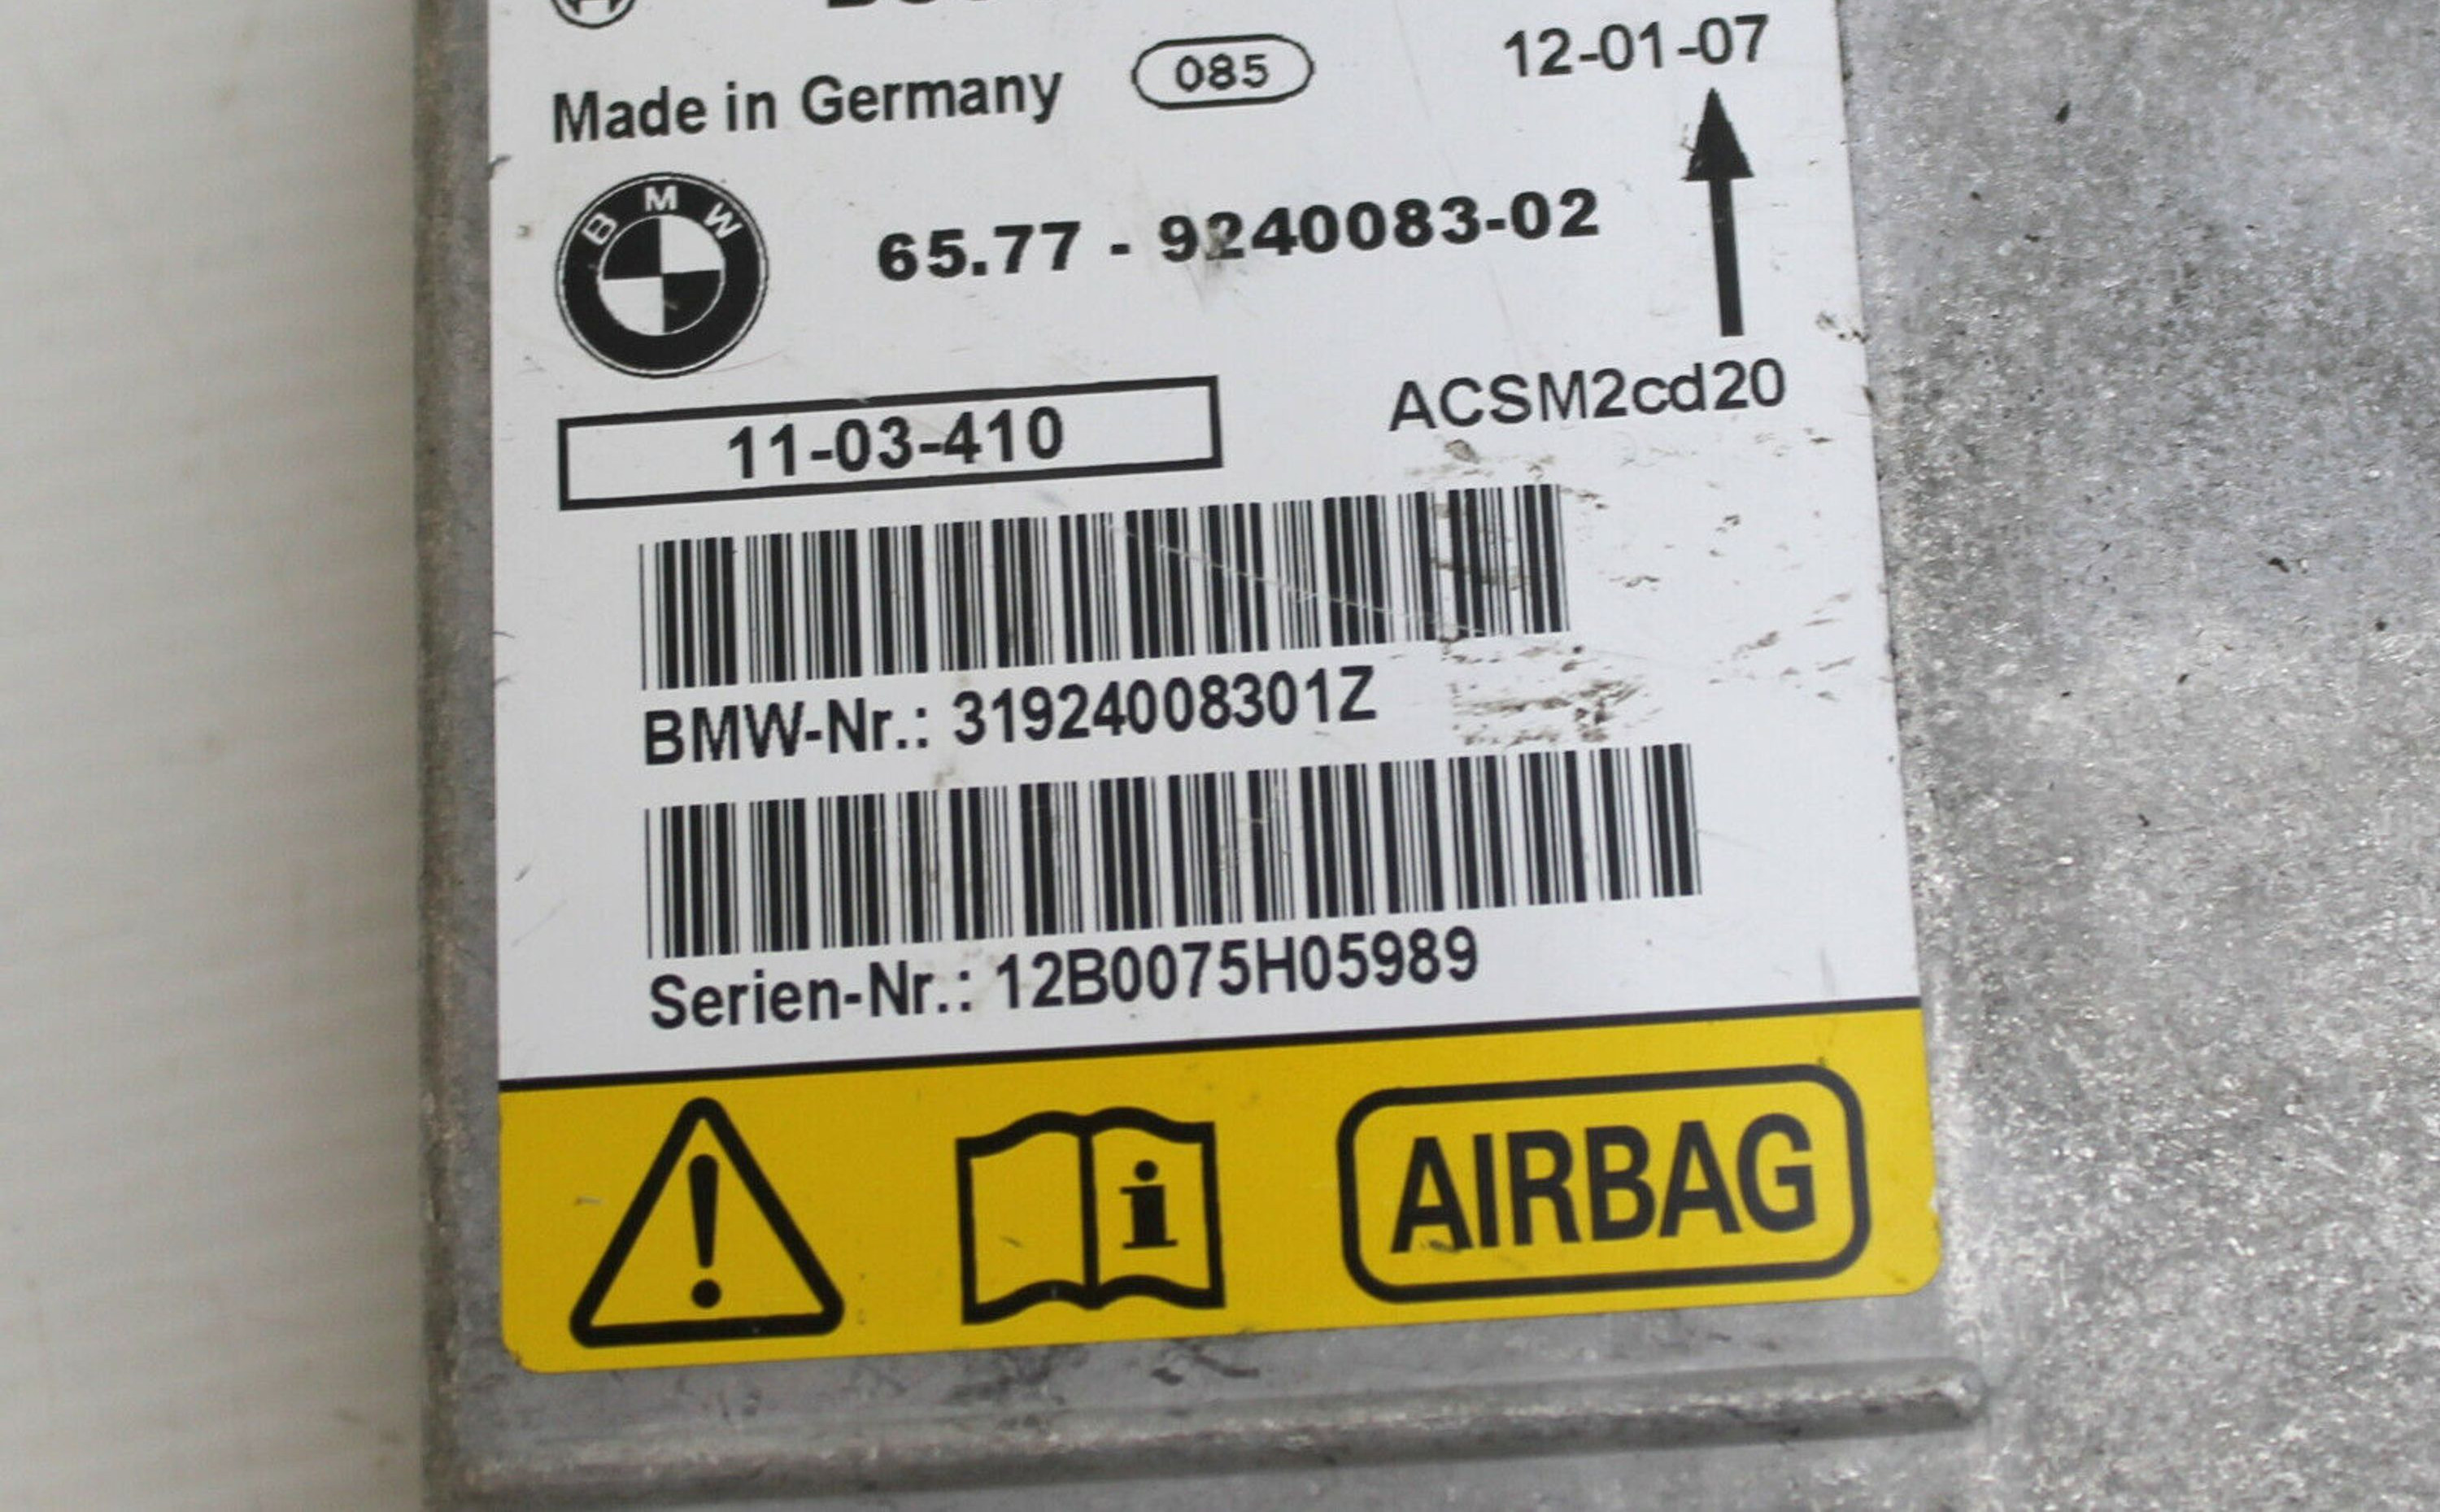 12-01-07
Made in Germany 085
BMW
65.77 - 9240083-02
ACSM2cd20
11-03-410
BMW-Nr.: 31924008301Z
Serien-Nr.: 12B0075H05989
i AIRBAG